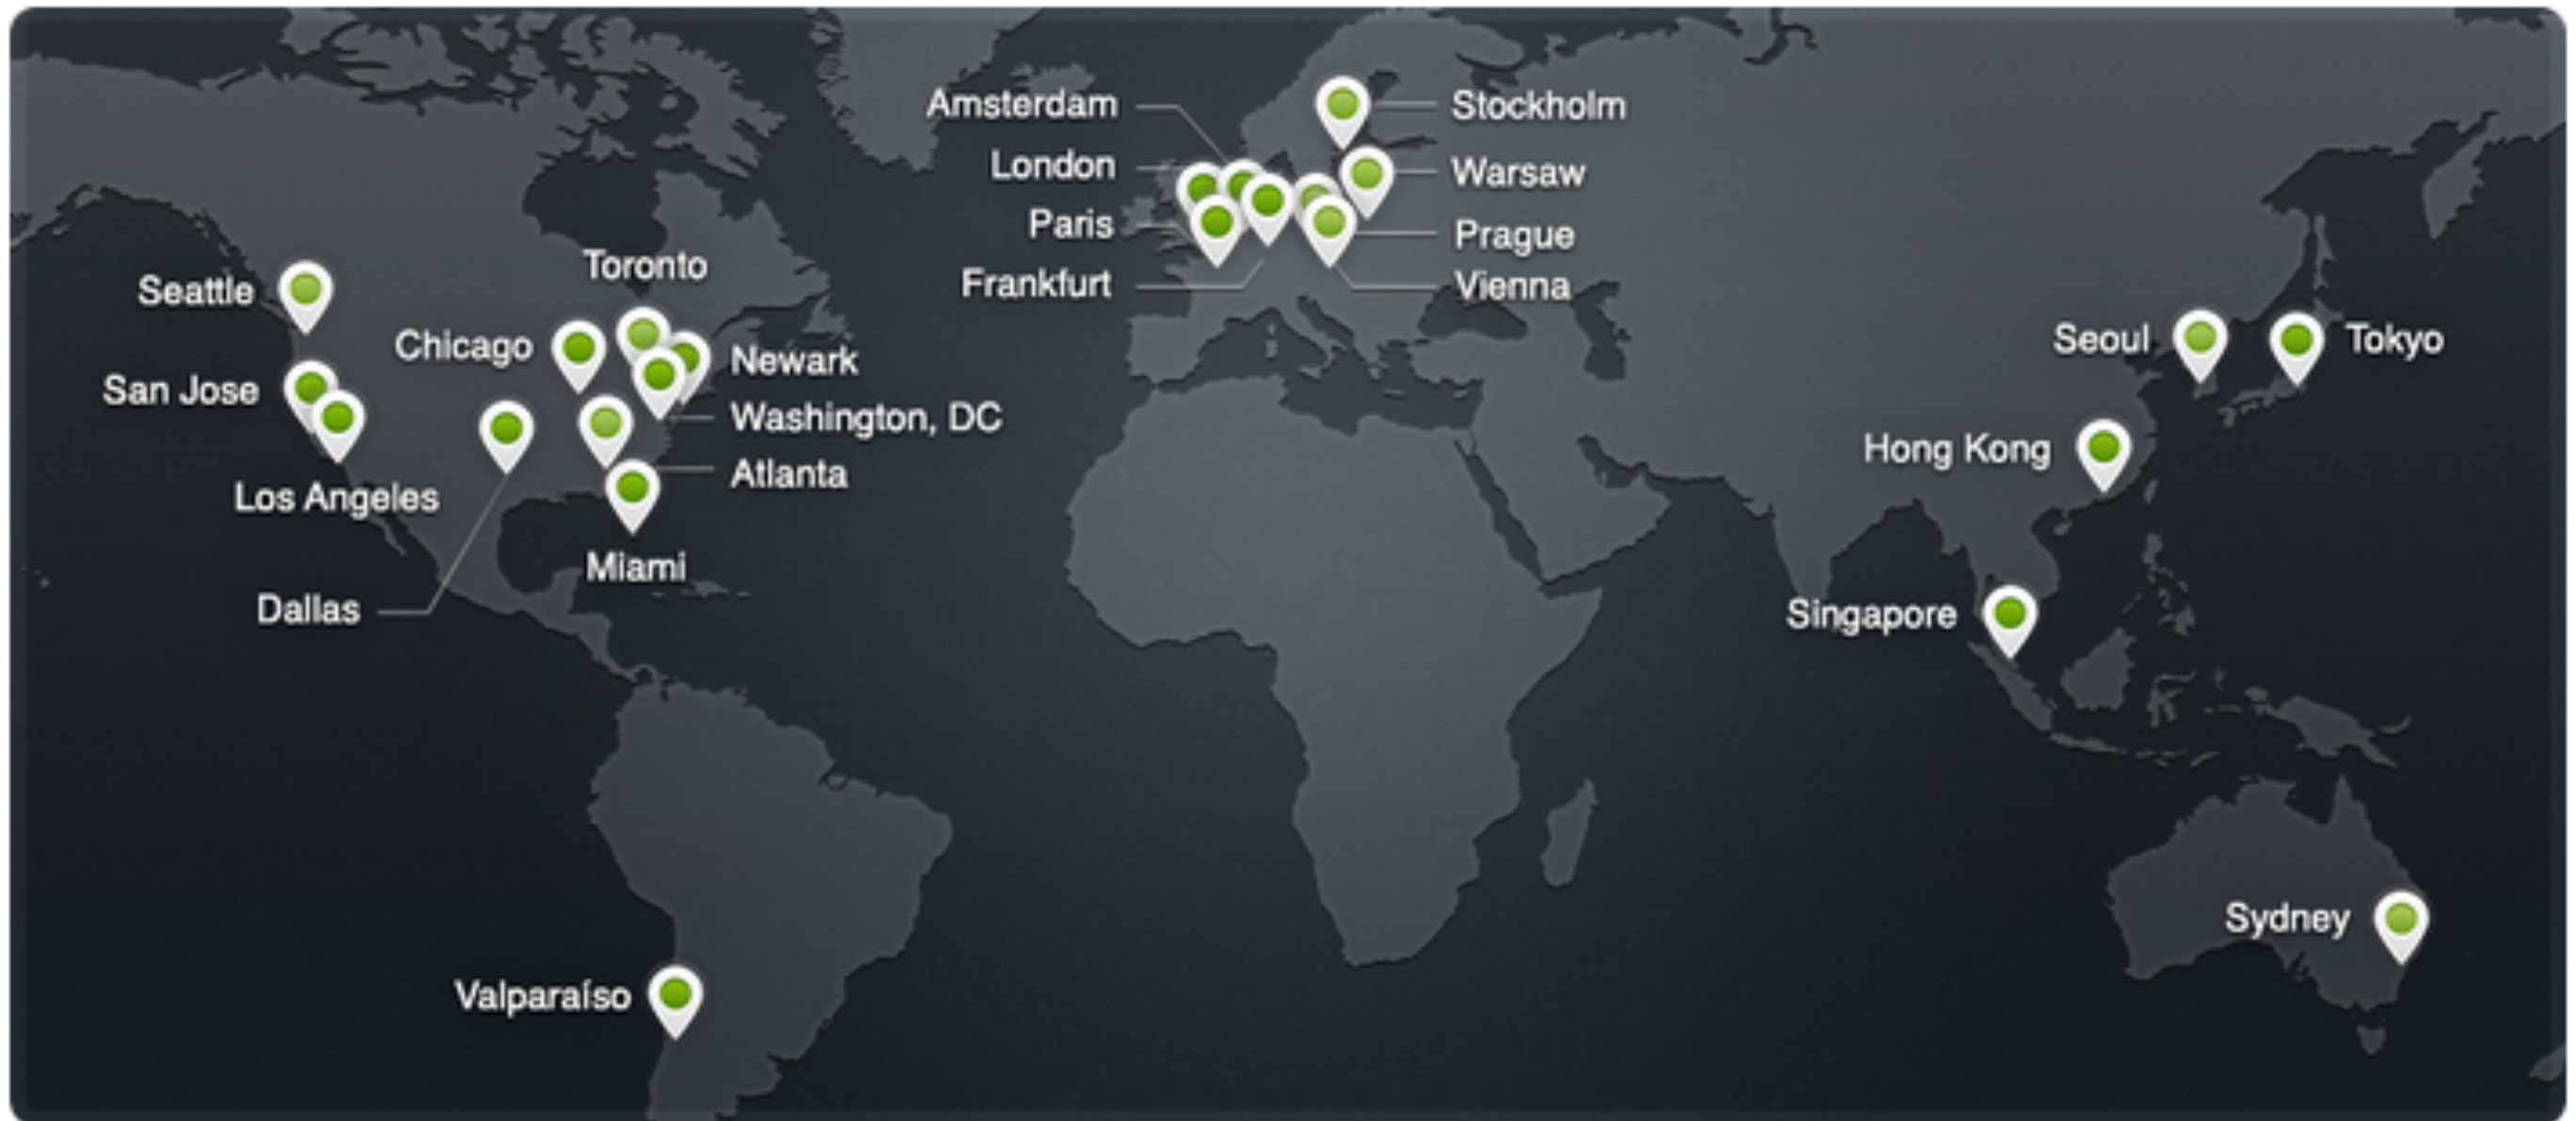 Amsterdam
Stockholm
London
Warsaw
Paris
Prague
Frankfurt
Vienna
Toronto
Seattle
Chicago
Newark
San Jose
Washington, DC
Atlanta
Los Angeles
Miami
Dallas
Seoul
Tokyo
Hong Kong
Singapore
Sydney
Valparaíso